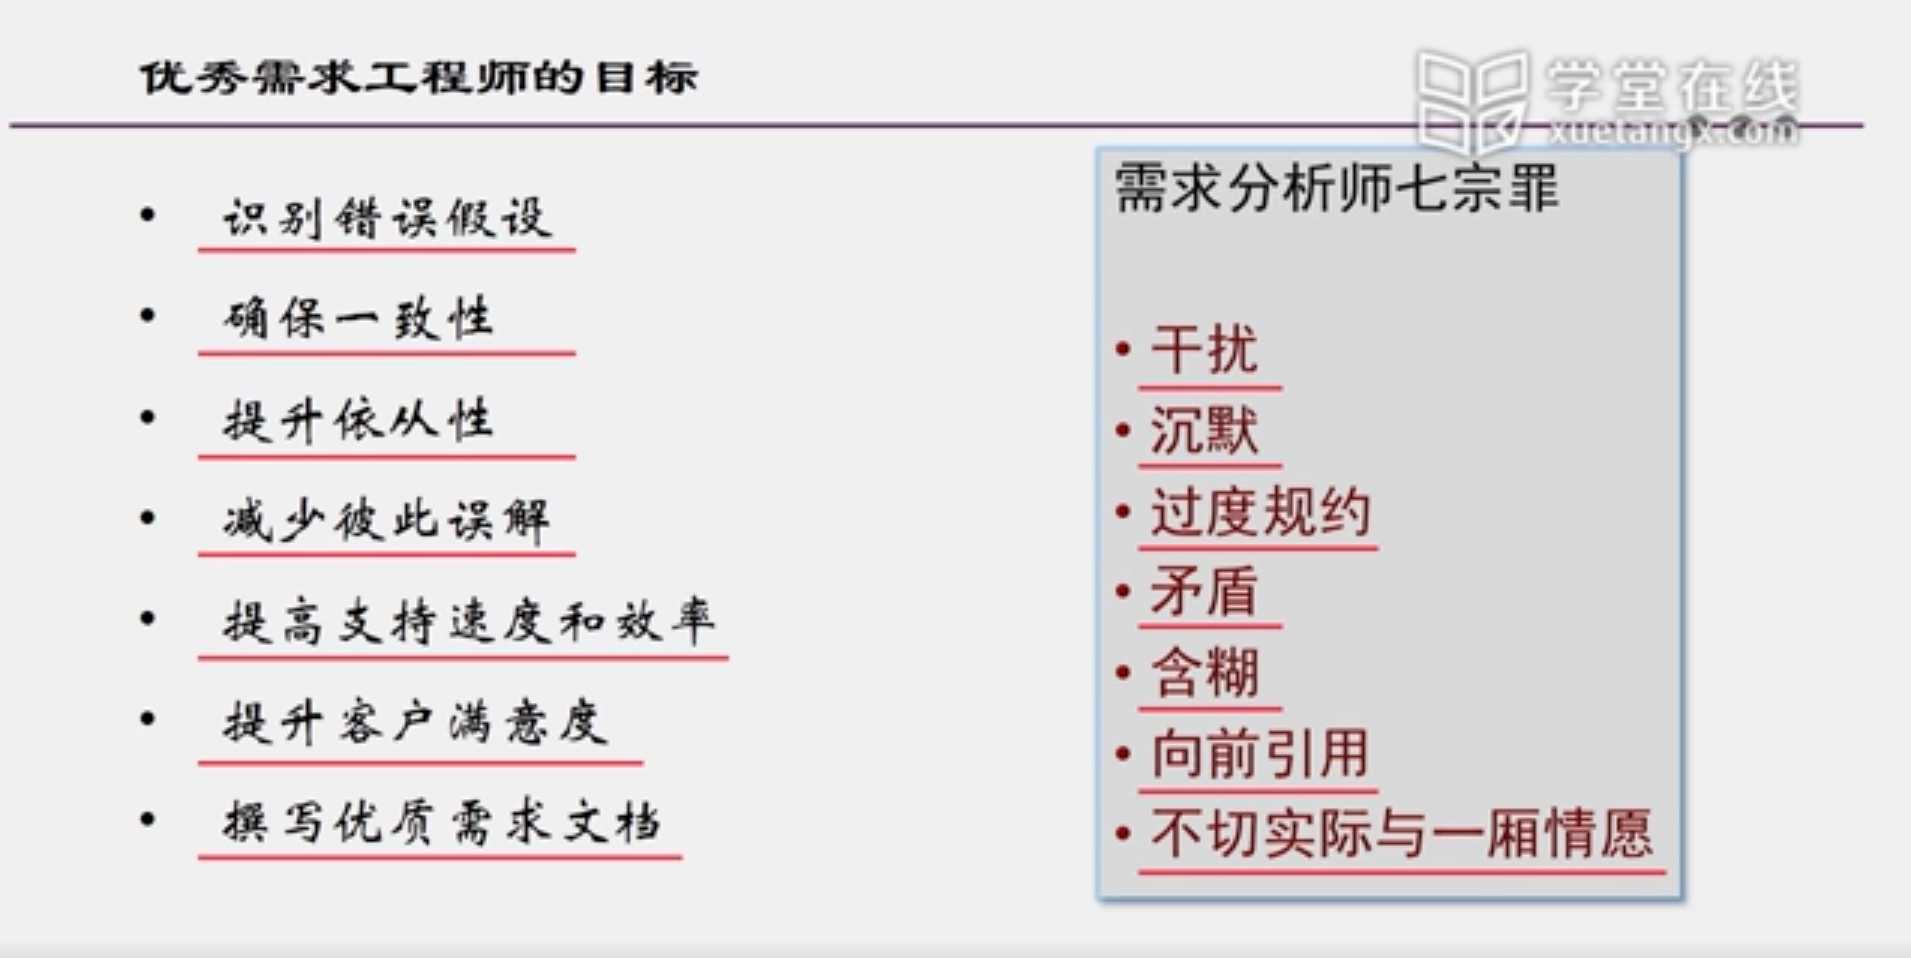 优秀需求工程师的目标
学堂在线
xuetangx.com
• 识别错误假设
• 确保一致性
• 提升依从性
• 减少彼此误解
• 提高支持速度和效率
• 提升客户满意度
• 撰写优质需求文档
需求分析师七宗罪
• 干扰
• 沉默
• 过度规约
• 矛盾
• 含糊
• 向前引用
• 不切实际与一厢情愿